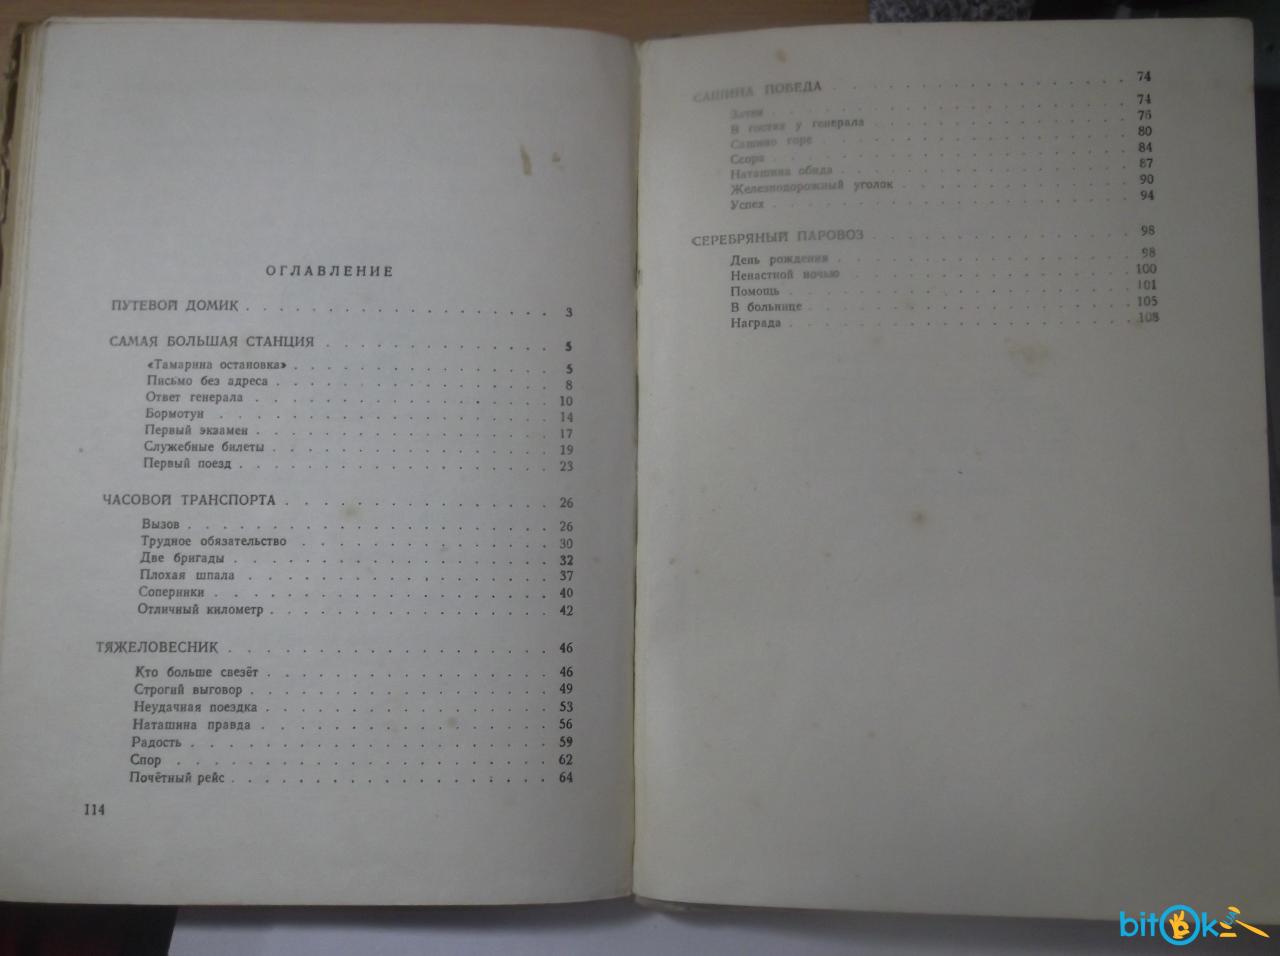 ОГЛАВЛЕНИЕ
ПУТЕВОЙ ДОМИК . . . . . . . . . . . . . . . . . . 3
САМАЯ БОЛЬШАЯ СТАНЦИЯ . . . . . . . . . . . . . 5
«Тамарина остановка» . . . . . . . . . . . . . . 5
Письмо без адреса . . . . . . . . . . . . . . . 8
Ответ генерала . . . . . . . . . . . . . . . . 10
Бормотун . . . . . . . . . . . . . . . . . . 14
Первый экзамен . . . . . . . . . . . . . . . . 17
Служебные билеты . . . . . . . . . . . . . . . 19
Первый поезд . . . . . . . . . . . . . . . . . 23
ЧАСОВОЙ ТРАНСПОРТА . . . . . . . . . . . . . . 26
Вызов . . . . . . . . . . . . . . . . . . . 26
Трудное обязательство . . . . . . . . . . . . . 30
Две бригады . . . . . . . . . . . . . . . . . 32
Плохая шпала . . . . . . . . . . . . . . . . 37
Соперники . . . . . . . . . . . . . . . . . . 40
Отличный километр . . . . . . . . . . . . . . . 42
ТЯЖЕЛОВЕСНИК . . . . . . . . . . . . . . . . . 46
Кто больше свезёт . . . . . . . . . . . . . . . 46
Строгий выговор . . . . . . . . . . . . . . . . 49
Неудачная поездка . . . . . . . . . . . . . . . 53
Наташина правда . . . . . . . . . . . . . . . . 56
Радость . . . . . . . . . . . . . . . . . . . 59
Спор . . . . . . . . . . . . . . . . . . . . 62
Почётный рейс . . . . . . . . . . . . . . . . . 64
114
САШИНА ПОБЕДА . . . . . . . . . . . . . . . . . 74
Затеи . . . . . . . . . . . . . . . . . . . 74
В гостях у генерала . . . . . . . . . . . . . . 76
Сашино горе . . . . . . . . . . . . . . . . . 80
Ссора . . . . . . . . . . . . . . . . . . . 84
Наташина обида . . . . . . . . . . . . . . . . 87
Железнодорожный уголок . . . . . . . . . . . . . 90
Успех . . . . . . . . . . . . . . . . . . . 94
СЕРЕБРЯНЫЙ ПАРОВОЗ . . . . . . . . . . . . . . 98
День рождения . . . . . . . . . . . . . . . . 98
Ненастной ночью . . . . . . . . . . . . . . . 100
Помощь . . . . . . . . . . . . . . . . . . . 101
В больнице . . . . . . . . . . . . . . . . . 105
Награда . . . . . . . . . . . . . . . . . . . 108
bitOk UA